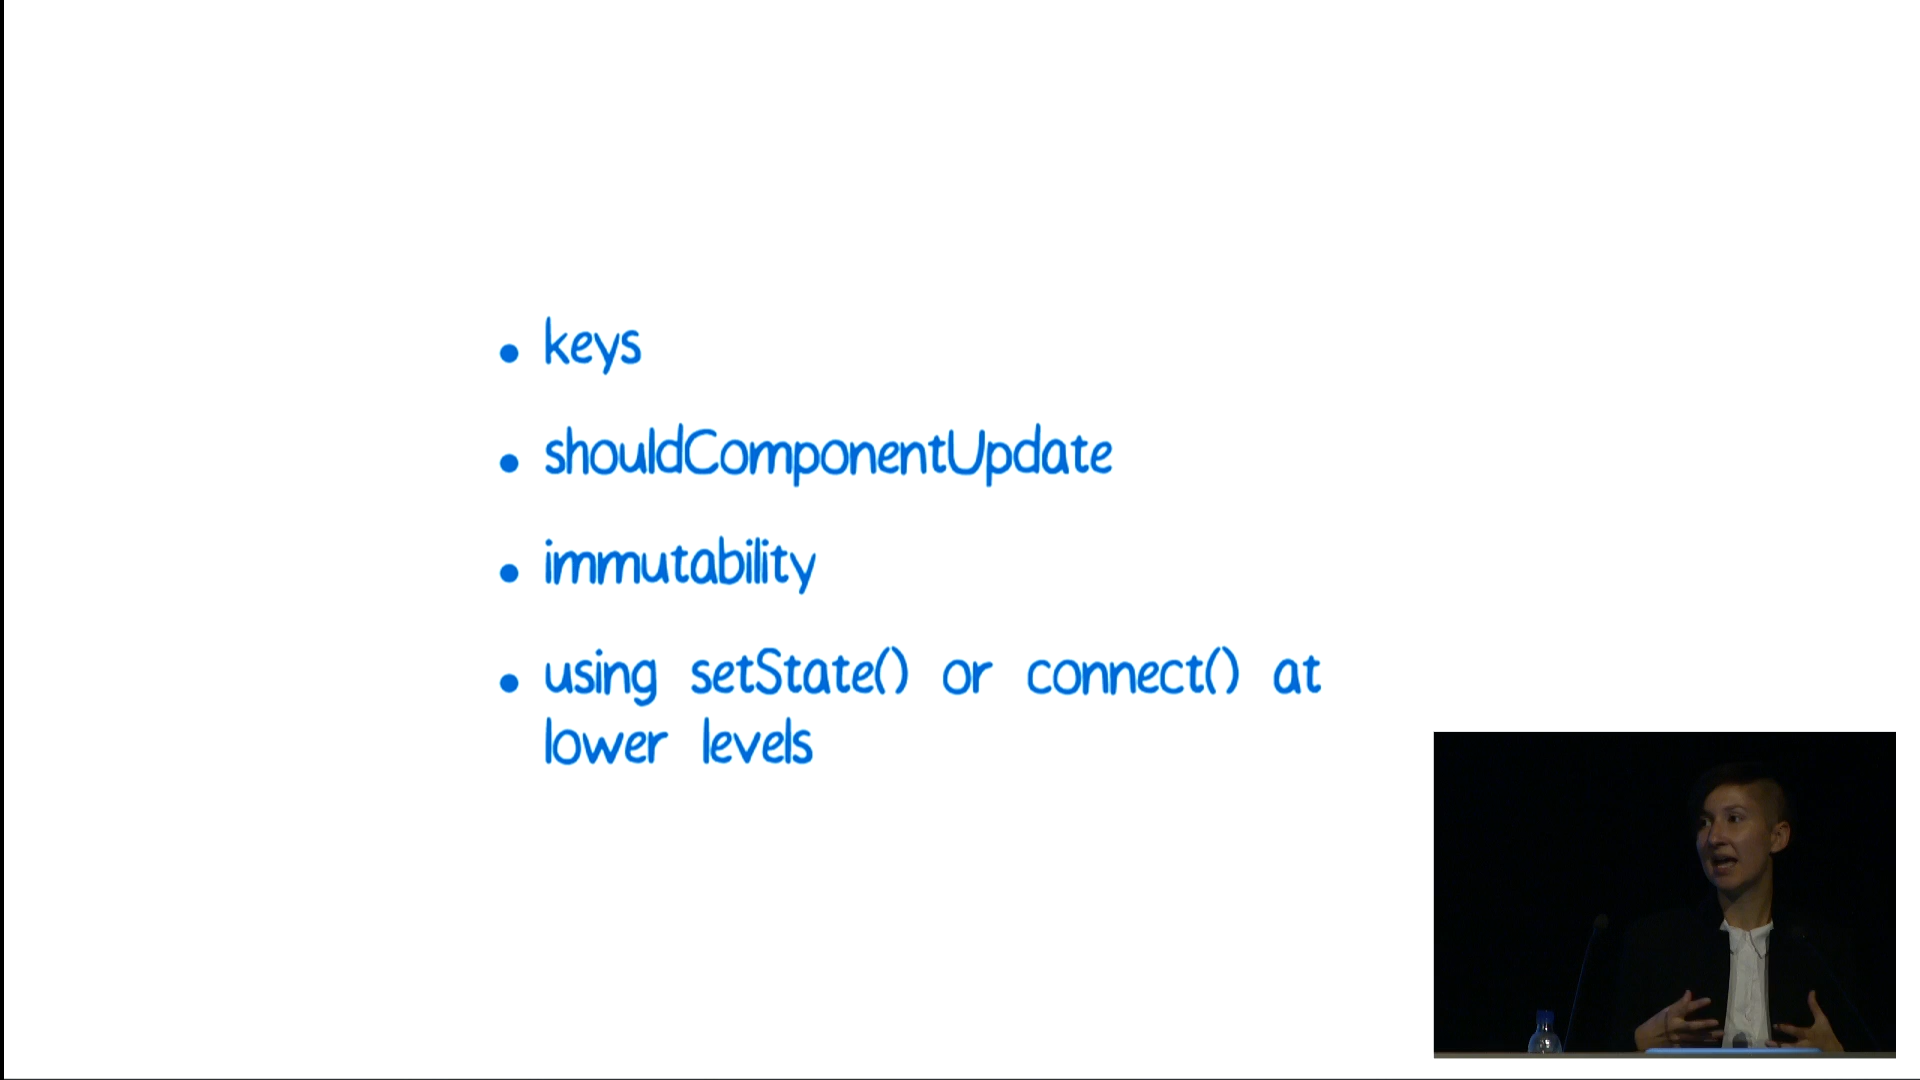 • keys
• shouldComponentUpdate
• immutability
• using setState() or connect() at
lower levels